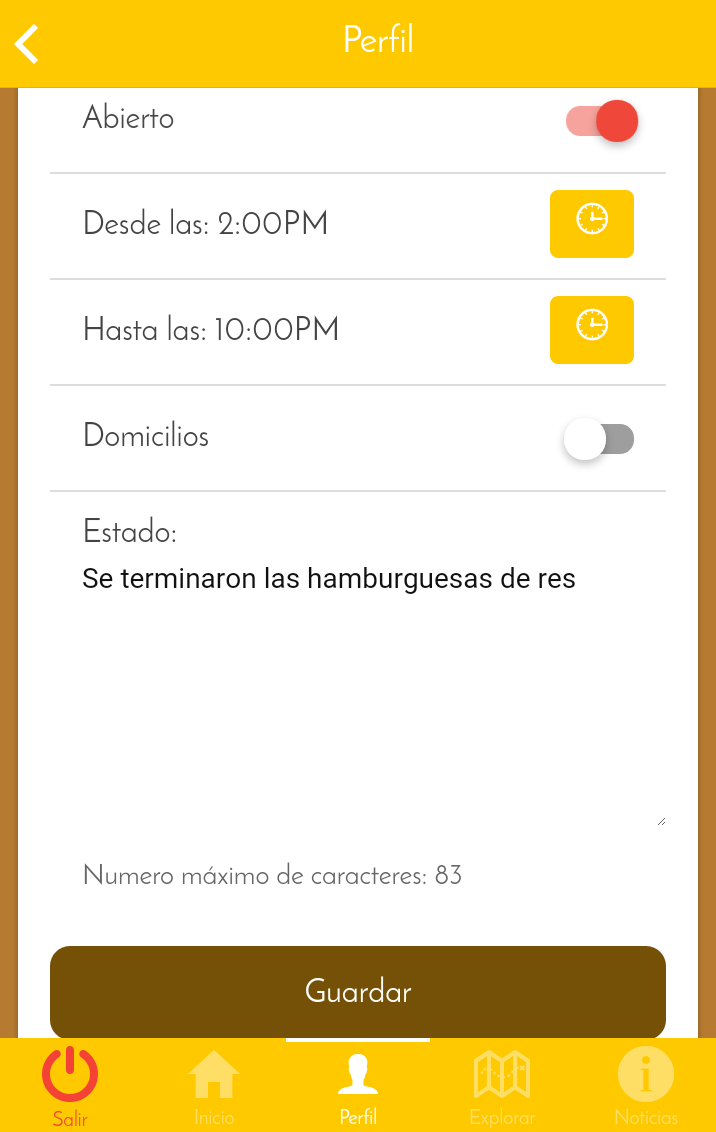 Perfil
Abierto
Desde las: 2:00PM
Hasta las: 10:00PM
Domicilios
Estado:
Se terminaron las hamburguesas de res
Numero máximo de caracteres: 83
Guardar
Salir Inicio Perfil Explorar Noticias